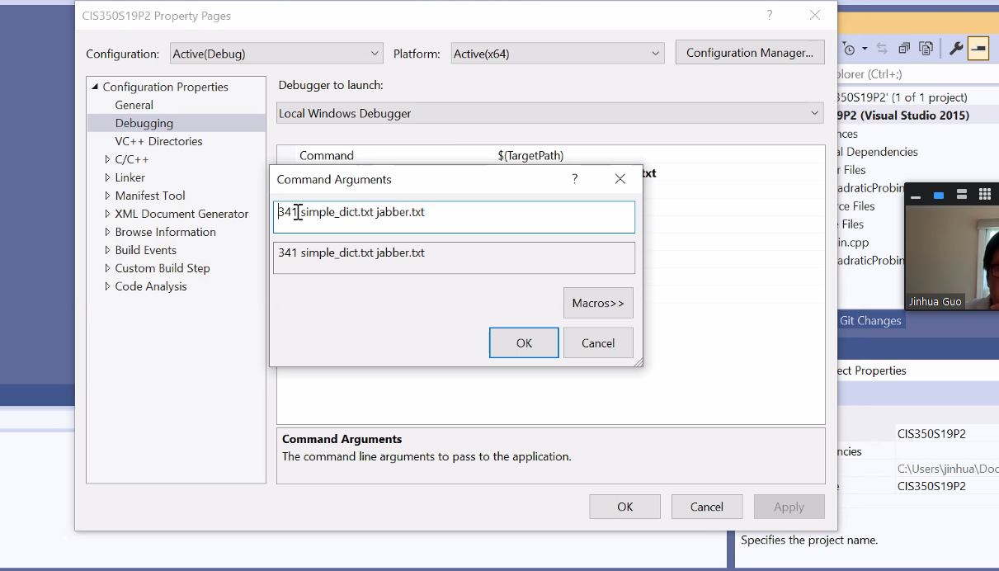 CIS350S19P2 Property Pages
?
Configuration:
Active(Debug)
Platform:
Active(x64)
Configuration Manager...
Configuration Properties
General
Debugging
VC++ Directories
C/C++
Linker
Manifest Tool
XML Document Generator
Browse Information
Build Events
Custom Build Step
Code Analysis
Debugger to launch:
Local Windows Debugger
Command
$(TargetPath)
txt
Command Arguments
?
341 simple_dict.txt jabber.txt
341 simple_dict.txt jabber.txt
Macros>>
OK
Cancel
Command Arguments
The command line arguments to pass to the application.
OK
Cancel
Apply
plorer (Ctrl+;)
350S19P2' (1 of 1 project)
9P2 (Visual Studio 2015)
nces
al Dependencies
r Files
adraticProbin
rce Files
e Files
in.cpp
adraticProbin
Jinhua Guo
Git Changes
ect Properties
CIS350S19P2
ncies
C:\Users\jinhua\Doc
e
CIS350S19P2
Specifies the project name.